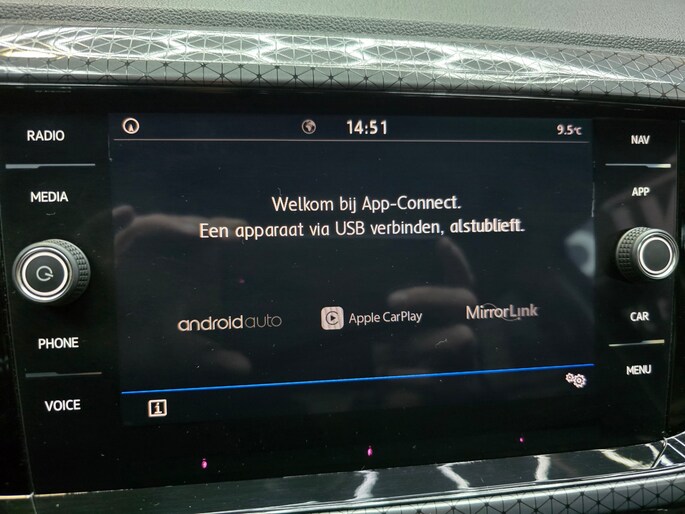 RADIO
MEDIA
PHONE
VOICE
14:51
9.5°C
Welkom bij App-Connect.
Een apparaat via USB verbinden, alstublieft.
androidauto
Apple CarPlay
MirrorLink
i
NAV
APP
CAR
MENU